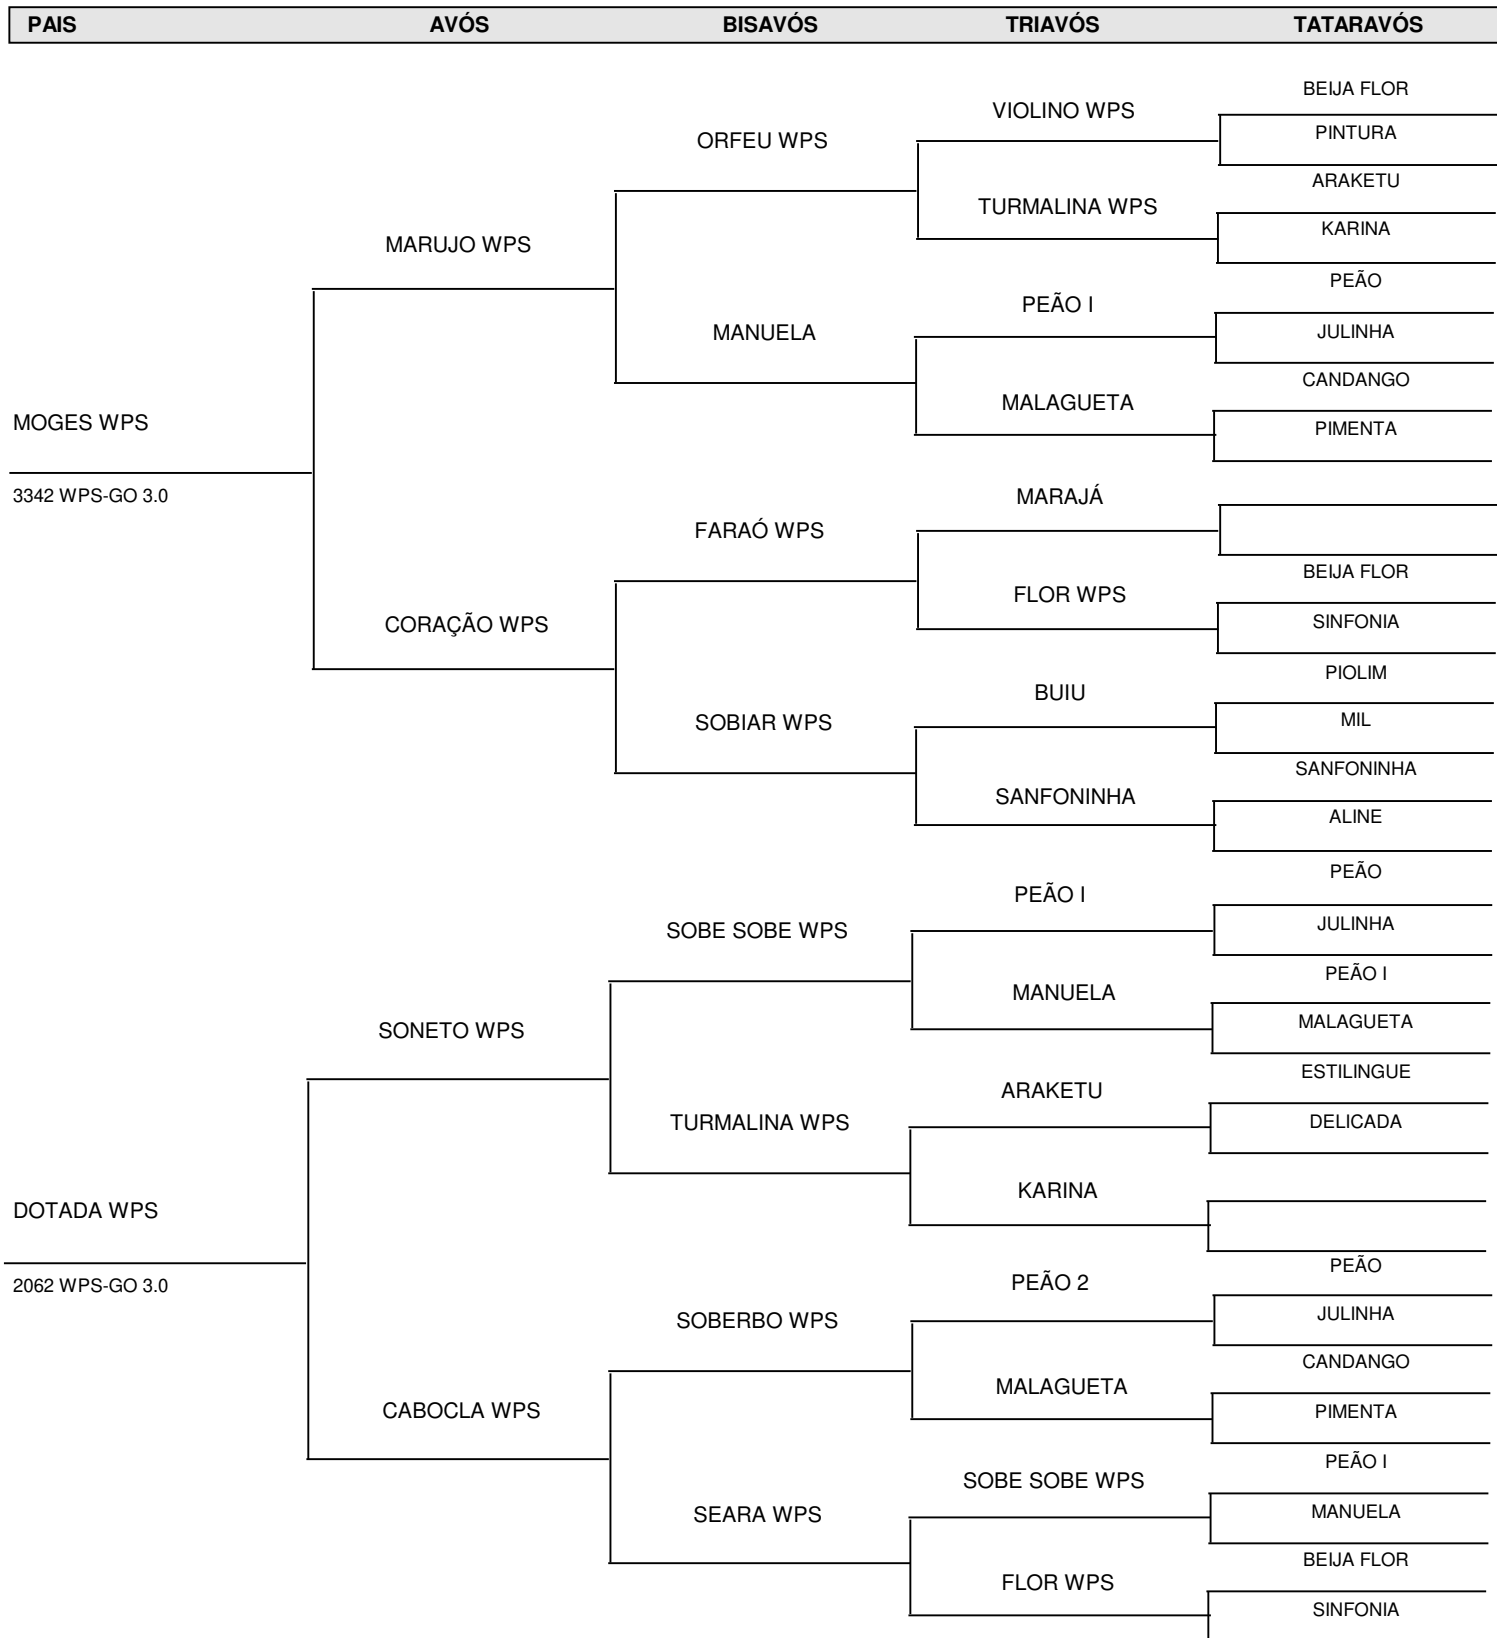 PAIS AVÓS BISAVÓS TRIAVÓS TATARAVÓS
BEIJA FLOR
VIOLINO WPS
PINTURA
ORFEU WPS
ARAKETU
TURMALINA WPS
KARINA
MARUJO WPS
PEÃO
PEÃO I
JULINHA
MANUELA
CANDANGO
MALAGUETA
MOGES WPS
PIMENTA
3342 WPS-GO 3.0
MARAJÁ
FARAÓ WPS
BEIJA FLOR
FLOR WPS
SINFONIA
CORAÇÃO WPS
PIOLIM
BUIU
MIL
SOBIAR WPS
SANFONINHA
SANFONINHA
ALINE
PEÃO
PEÃO I
JULINHA
SOBE SOBE WPS
PEÃO I
MANUELA
MALAGUETA
SONETO WPS
ESTILINGUE
ARAKETU
DELICADA
TURMALINA WPS
KARINA
DOTADA WPS
PEÃO
2062 WPS-GO 3.0
PEÃO 2
JULINHA
SOBERBO WPS
CANDANGO
MALAGUETA
CABOCLA WPS
PIMENTA
PEÃO I
SOBE SOBE WPS
MANUELA
SEARA WPS
BEIJA FLOR
FLOR WPS
SINFONIA